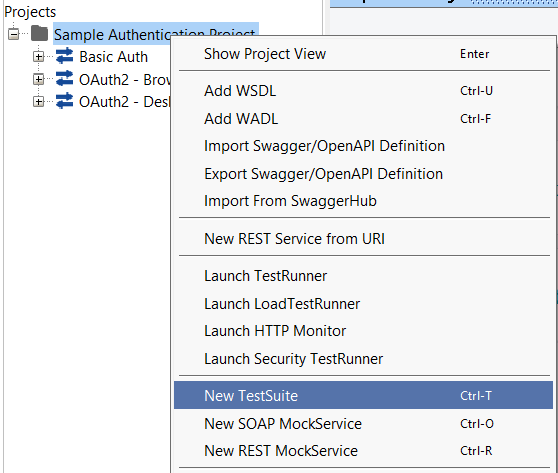 Projects
Sample Authentication Project
Basic Auth
OAuth2 - Brow
OAuth2 - Desk
Show Project View Enter
Add WSDL Ctrl-U
Add WADL Ctrl-F
Import Swagger/OpenAPI Definition
Export Swagger/OpenAPI Definition
Import From SwaggerHub
New REST Service from URI
Launch TestRunner
Launch LoadTestRunner
Launch HTTP Monitor
Launch Security TestRunner
New TestSuite Ctrl-T
New SOAP MockService Ctrl-O
New REST MockService Ctrl-R